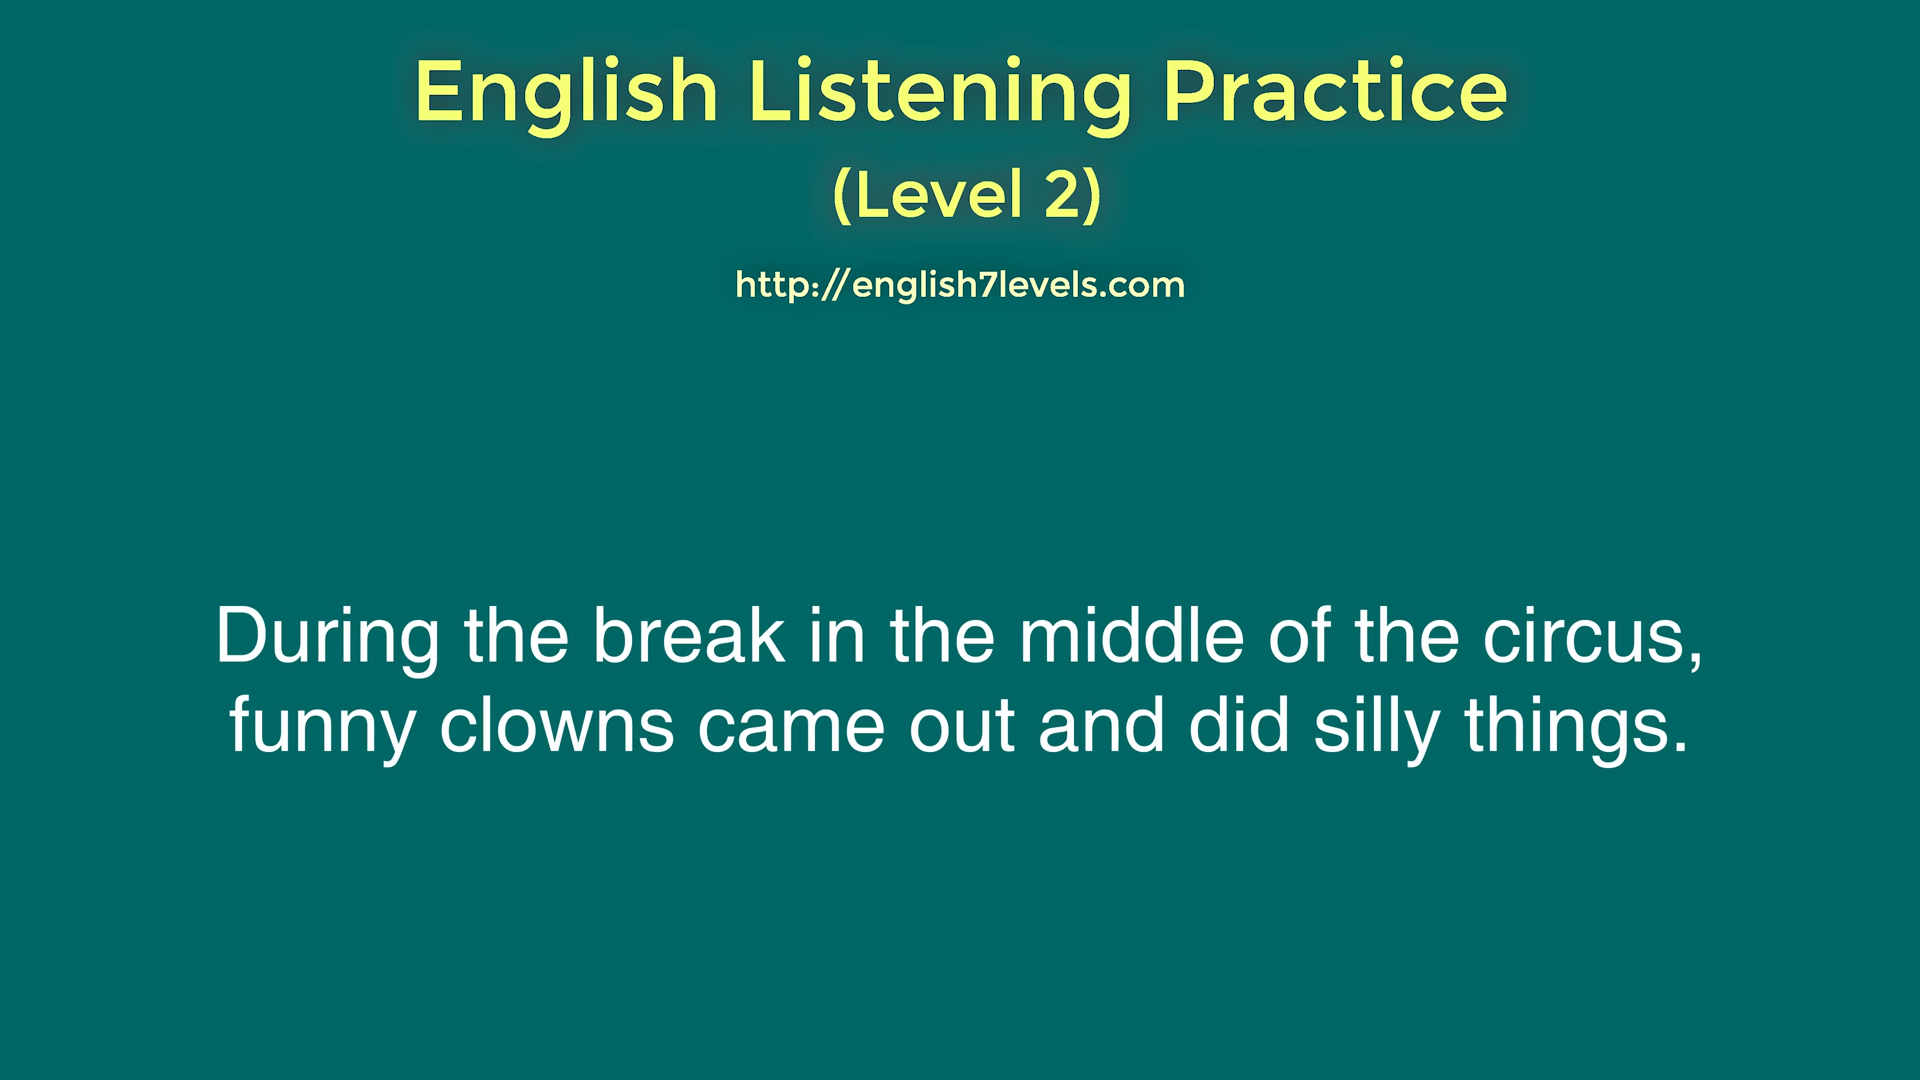 English Listening Practice
(Level 2)
http://english7levels.com
During the break in the middle of the circus,
funny clowns came out and did silly things.